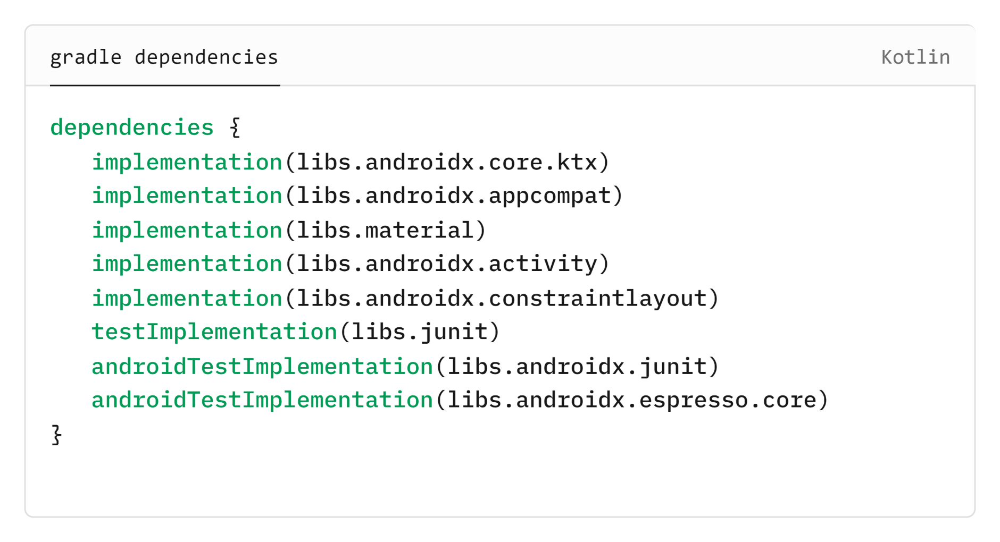 gradle dependencies
Kotlin
dependencies {
   implementation(libs.androidx.core.ktx)
   implementation(libs.androidx.appcompat)
   implementation(libs.material)
   implementation(libs.androidx.activity)
   implementation(libs.androidx.constraintlayout)
   testImplementation(libs.junit)
   androidTestImplementation(libs.androidx.junit)
   androidTestImplementation(libs.androidx.espresso.core)
}